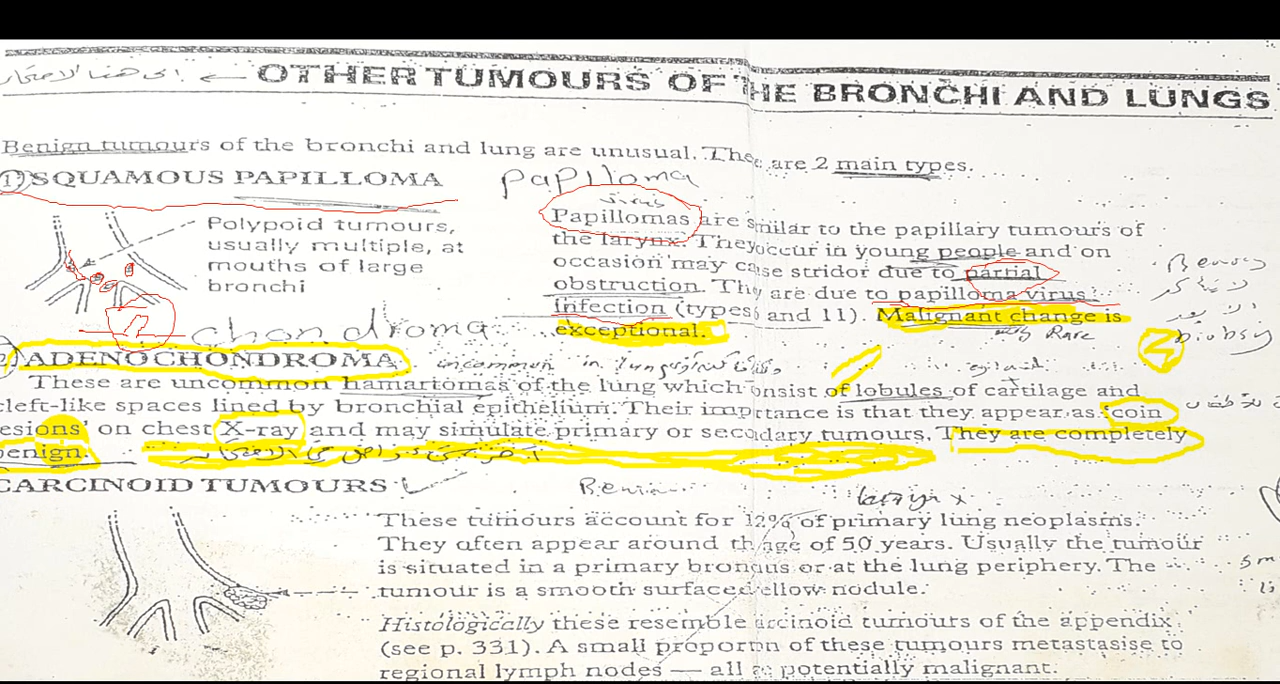 الى هنا الامتحان ←
OTHER TUMOURS OF THE BRONCHI AND LUNGS
Benign tumours of the bronchi and lung are unusual. The are 2 main types.
1) SQUAMOUS PAPILLOMA
Papilloma
virus
Polypoid tumours,
usually multiple, at
mouths of large
bronchi
Papillomas are similar to the papillary tumours of
the larynx. They occur in young people and on
occasion may cause stridor due to partial
obstruction. They are due to papilloma virus
infection (types 6 and 11). Malignant change is
exceptional.
Rare
chondroma
2
ADENOCHONDROMA
uncommon in lung
These are uncommon hamartomas of the lung which consist of lobules of cartilage and
cleft-like spaces lined by bronchial epithelium. Their importance is that they appear as 'coin
lesions' on chest X-ray and may simulate primary or secondary tumours. They are completely
benign.
CARCINOID TUMOURS
larynx
These tumours account for 12% of primary lung neoplasms.
They often appear around the age of 50 years. Usually the tumour
is situated in a primary bronchus or at the lung periphery. The
tumour is a smooth surfaced yellow nodule.
Histologically these resemble carcinoid tumours of the appendix
(see p. 331). A small proportion of these tumours metastasise to
regional lymph nodes — all are potentially malignant.